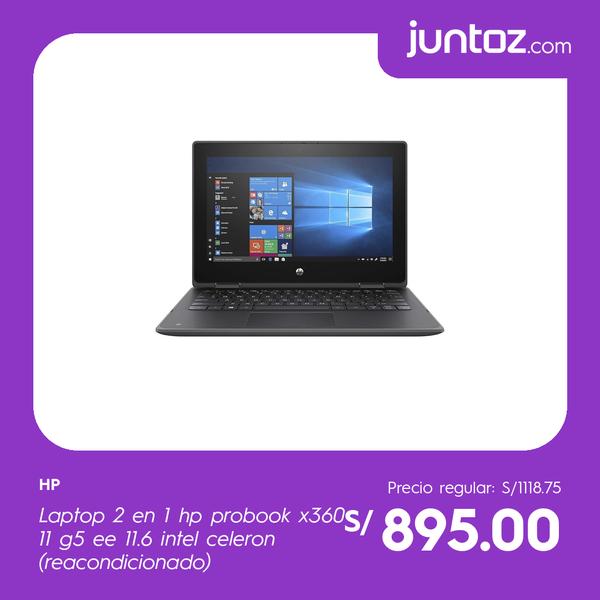 juntoz.com
HP
Precio regular: S/1118.75
Laptop 2 en 1 hp probook x360
11 g5 ee 11.6 intel celeron
(reacondicionado)
S/ 895.00